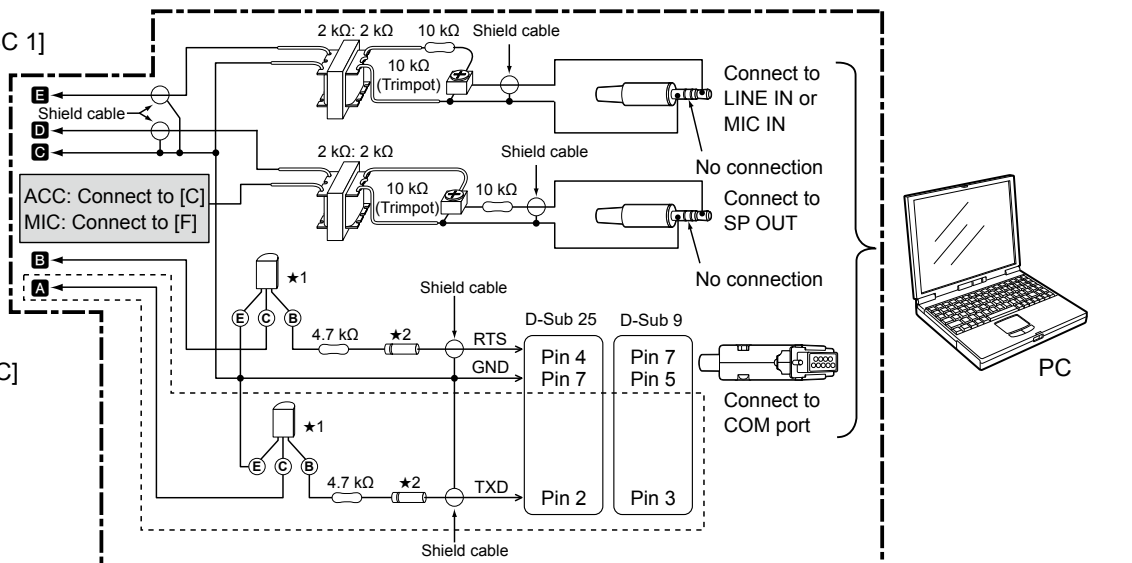 C 1]
2 kΩ: 2 kΩ
10 kΩ
Shield cable
10 kΩ
(Trimpot)
Connect to
LINE IN or
MIC IN
No connection
E
Shield cable
D
C
2 kΩ: 2 kΩ
Shield cable
10 kΩ
(Trimpot)
10 kΩ
Connect to
SP OUT
No connection
ACC: Connect to [C]
MIC: Connect to [F]
B
A
★1
E
C
B
Shield cable
4.7 kΩ
★2
RTS
GND
D-Sub 25
D-Sub 9
Pin 4
Pin 7
Pin 7
Pin 5
Connect to
COM port
PC
C]
★1
E
C
B
4.7 kΩ
★2
TXD
Pin 2
Pin 3
Shield cable